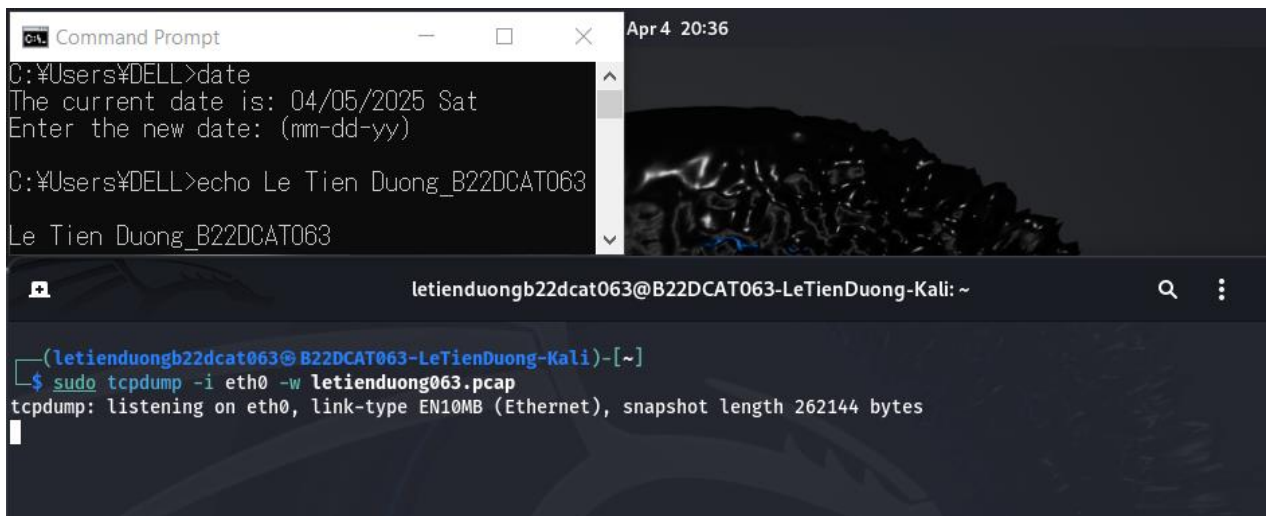 Command Prompt
Apr 4 20:36
C:¥Users¥DELL>date
The current date is: 04/05/2025 Sat
Enter the new date: (mm-dd-yy)
C:¥Users¥DELL>echo Le Tien Duong_B22DCAT063
Le Tien Duong_B22DCAT063
letienduongb22dcat063@B22DCAT063-LeTienDuong-Kali: ~
┌──(letienduongb22dcat063㉿B22DCAT063-LeTienDuong-Kali)-[~]
└─$ sudo tcpdump -i eth0 -w letienduong063.pcap
tcpdump: listening on eth0, link-type EN10MB (Ethernet), snapshot length 262144 bytes